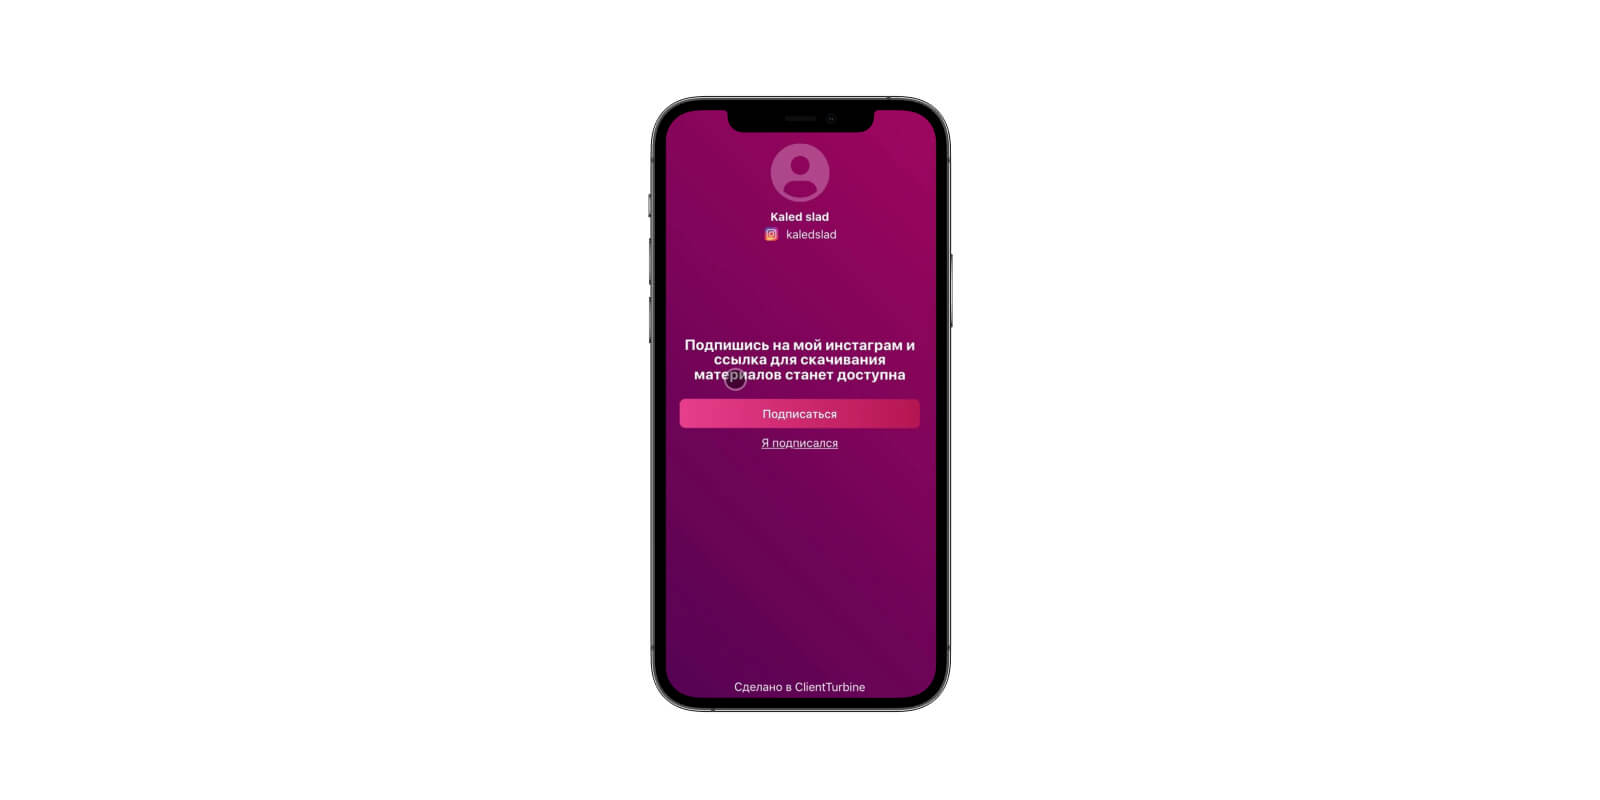 Kaled slad
kaledslad
Подпишись на мой инстаграм и
ссылка для скачивания
материалов станет доступна
Подписаться
Я подписался
Сделано в ClientTurbine